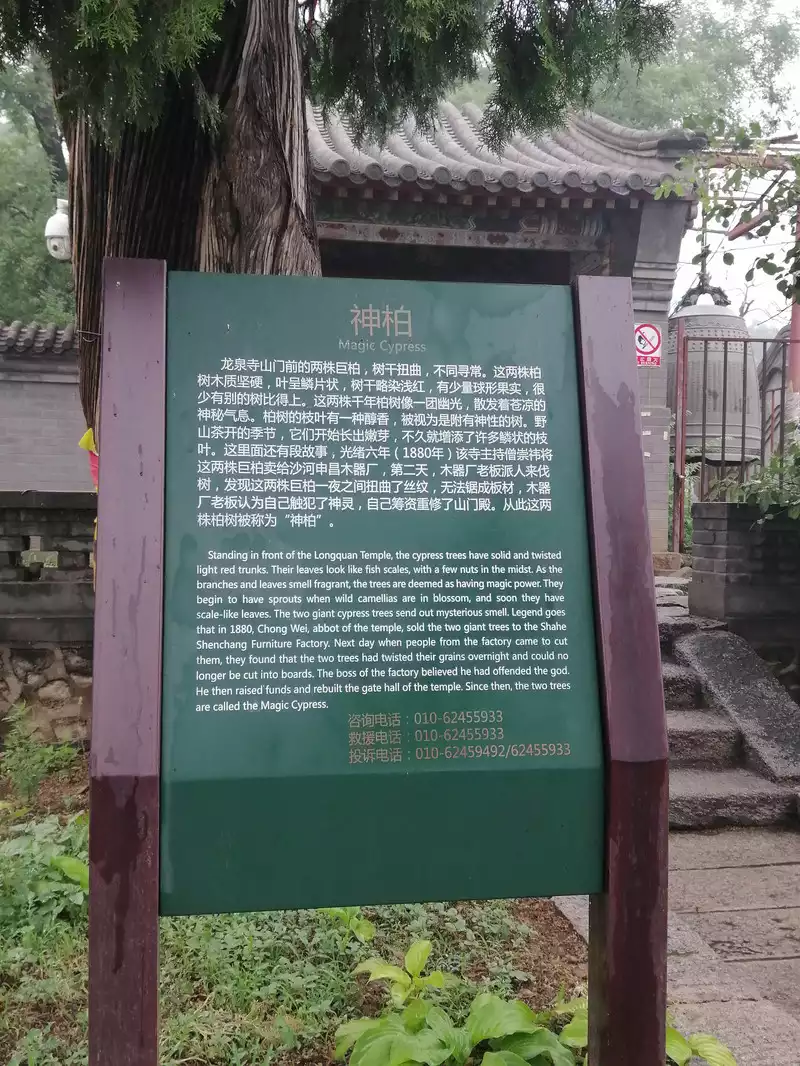 神柏
Magic Cypress
龙泉寺山门前的两株巨柏，树干扭曲，不同寻常。这两株柏
树木质坚硬，叶呈鳞片状，树干略染浅红，有少量球形果实，很
少有别的树比得上。这两株千年柏树像一团幽光，散发着苍凉的
神秘气息。柏树的枝叶有一种醇香，被视为是附有神性的树。野
山茶开的季节，它们开始长出嫩芽，不久就增添了许多鳞状的枝
叶。这里面还有段故事，光绪六年（1880年）该寺主持僧崇祎将
这两株巨柏卖给沙河申昌木器厂，第二天，木器厂老板派人来伐
树，发现这两株巨柏一夜之间扭曲了丝纹，无法锯成板材，木器
厂老板认为自己触犯了神灵，自己筹资重修了山门殿。从此这两
株柏树被称为“神柏”。
Standing in front of the Longquan Temple, the cypress trees have solid and twisted
light red trunks. Their leaves look like fish scales, with a few nuts in the midst. As the
branches and leaves smell fragrant, the trees are deemed as having magic power. They
begin to have sprouts when wild camellias are in blossom, and soon they have
scale-like leaves. The two giant cypress trees send out mysterious smell. Legend goes
that in 1880, Chong Wei, abbot of the temple, sold the two giant trees to the Shahe
Shenchang Furniture Factory. Next day when people from the factory came to cut
them, they found that the two trees had twisted their grains overnight and could no
longer be cut into boards. The boss of the factory believed he had offended the god.
He then raised funds and rebuilt the gate hall of the temple. Since then, the two trees
are called the Magic Cypress.
咨询电话：010-62455933
救援电话：010-62455933
投诉电话：010-62459492/62455933